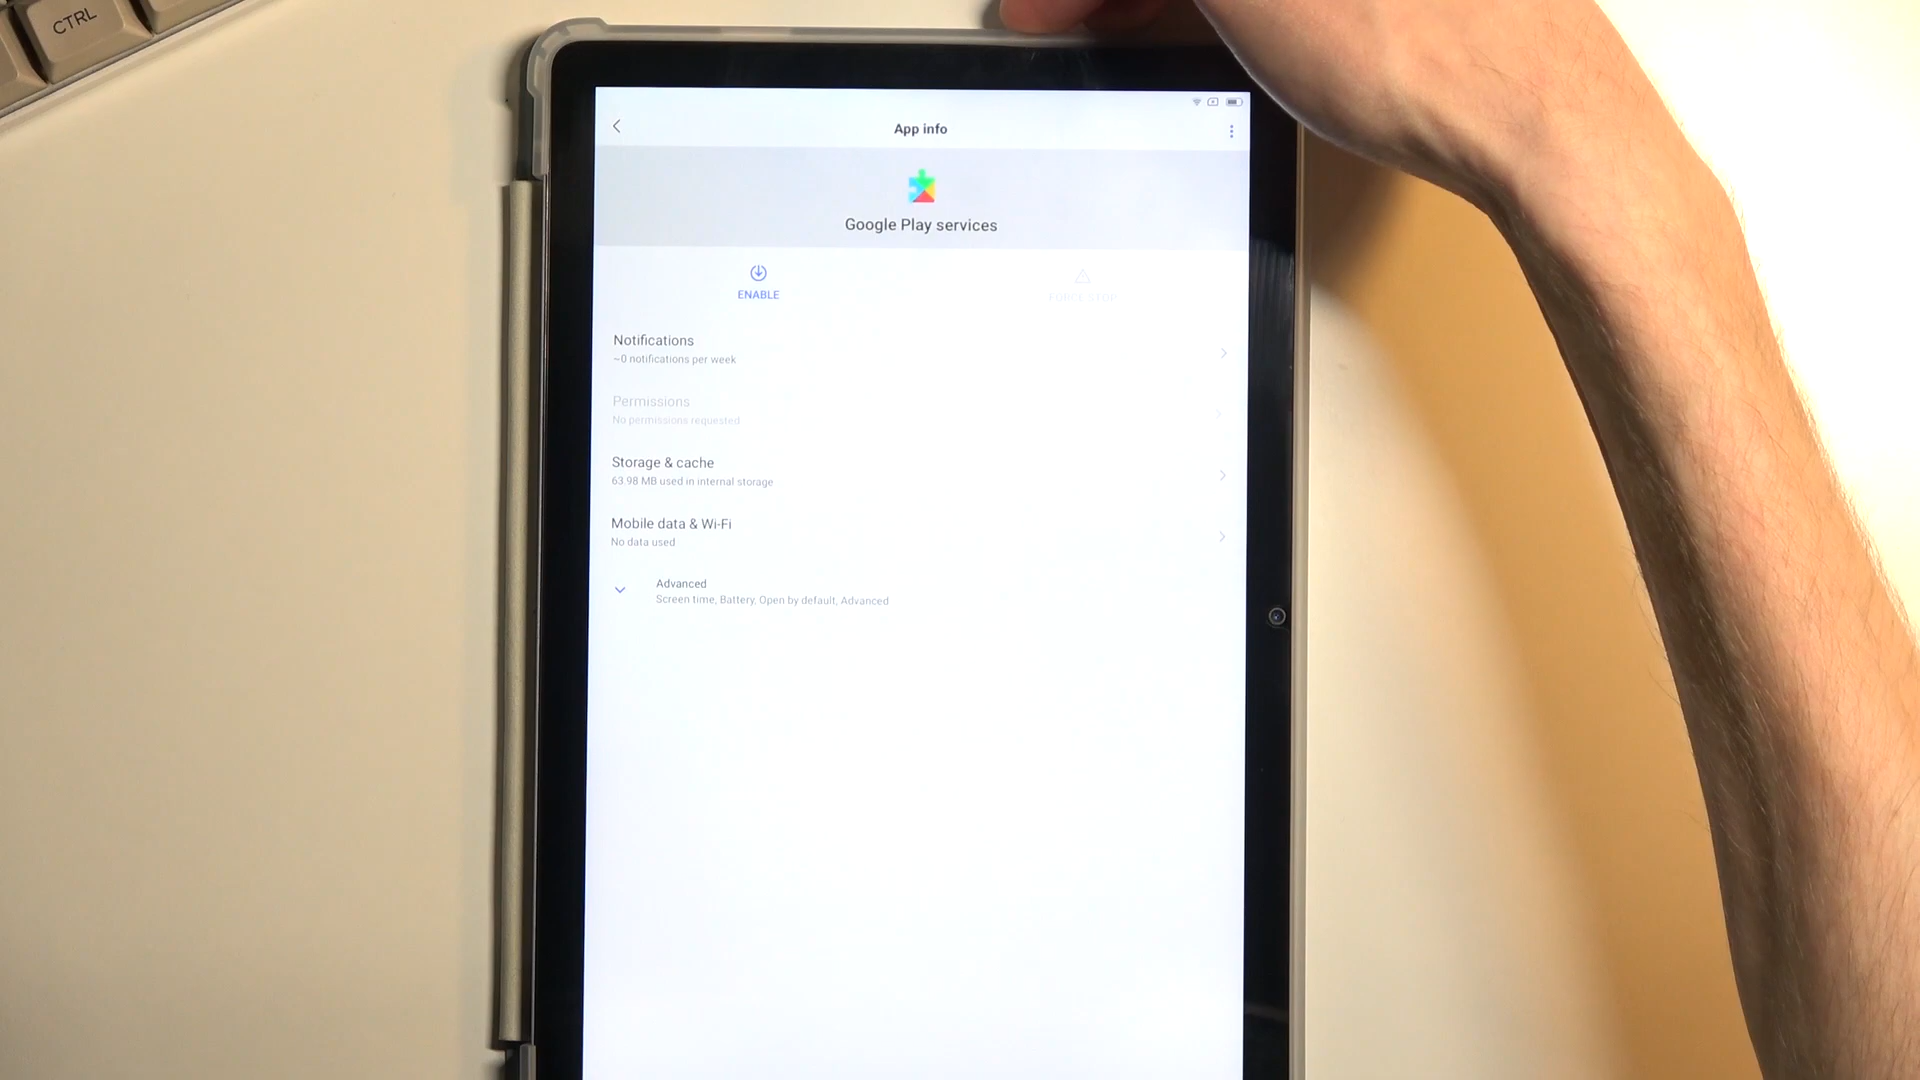 CTRL
App info
Google Play services
ENABLE
FORCE STOP
Notifications
~0 notifications per week
Permissions
No permissions requested
Storage & cache
63.98 MB used in internal storage
Mobile data & Wi-Fi
No data used
Advanced
Screen time, Battery, Open by default, Advanced